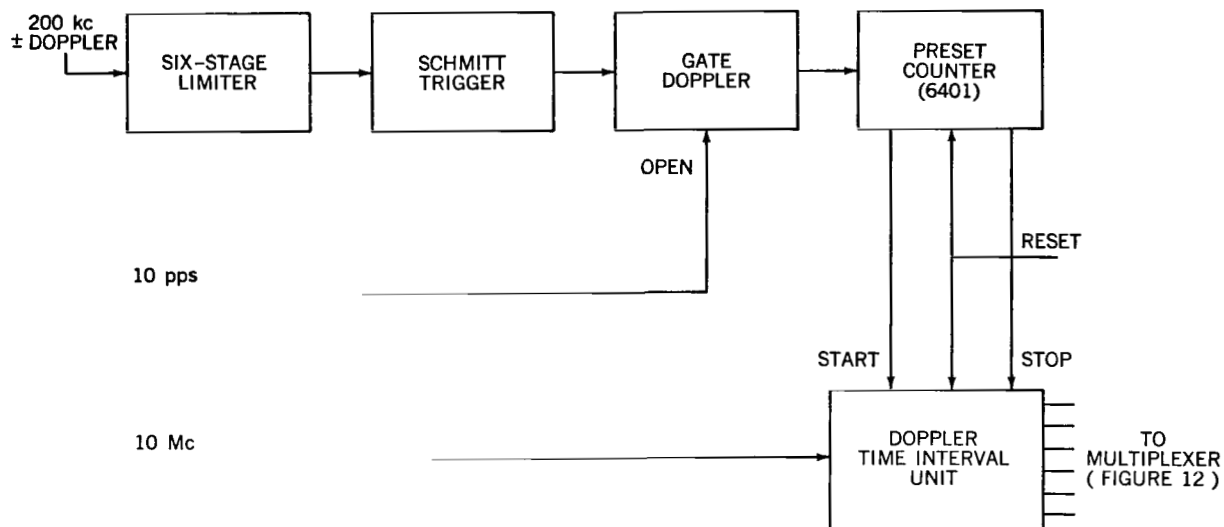 200 kc
± DOPPLER
SIX-STAGE
LIMITER
SCHMITT
TRIGGER
GATE
DOPPLER
PRESET
COUNTER
(6401)
OPEN
10 pps
RESET
START
STOP
10 Mc
DOPPLER
TIME INTERVAL
UNIT
TO
MULTIPLEXER
( FIGURE 12 )